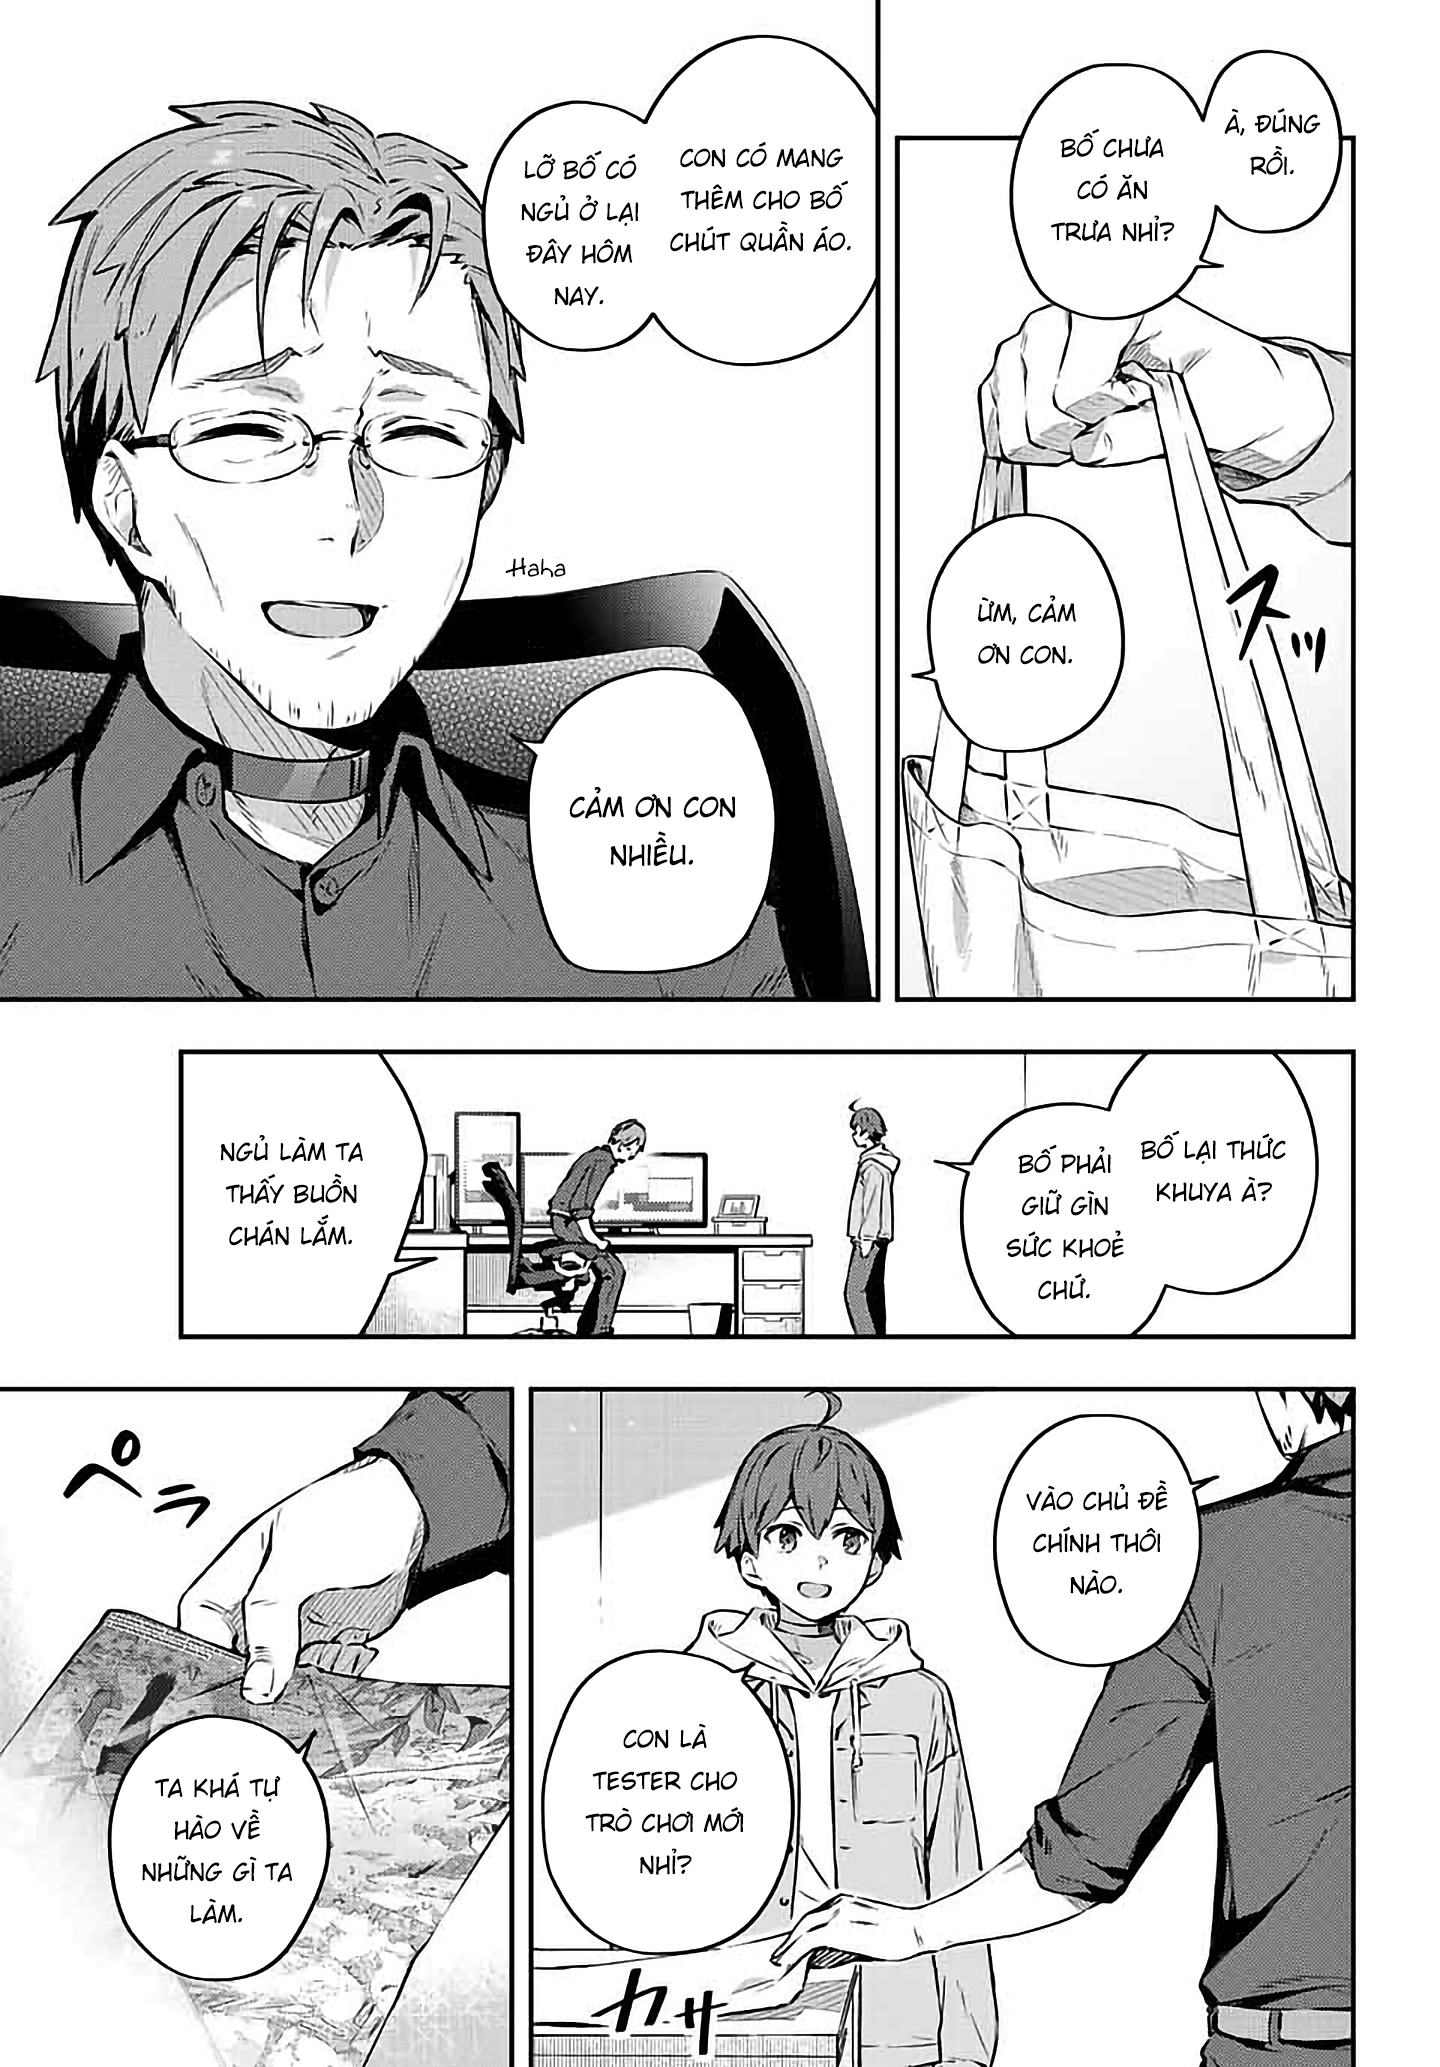 À, ĐÚNG
RỒI.
BỐ CHƯA
CÓ ĂN
TRƯA NHỈ?
ỪM, CẢM
ƠN CON.
スッ
CON CÓ MANG
THÊM CHO BỐ
CHÚT QUẦN ÁO.
LỠ BỐ CÓ
NGỦ Ở LẠI
ĐÂY HÔM
NAY.
Haha
CẢM ƠN CON
NHIỀU.
BỐ LẠI THỨC
KHUYA À?
BỐ PHẢI
GIỮ GÌN
SỨC KHOẺ
CHỨ.
NGỦ LÀM TA
THẤY BUỒN
CHÁN LẮM.
VÀO CHỦ ĐỀ
CHÍNH THÔI
NÀO.
CON LÀ
TESTER CHO
TRÒ CHƠI MỚI
NHỈ?
カサ
ペラ
TA KHÁ TỰ
HÀO VỀ
NHỮNG GÌ TA
LÀM.